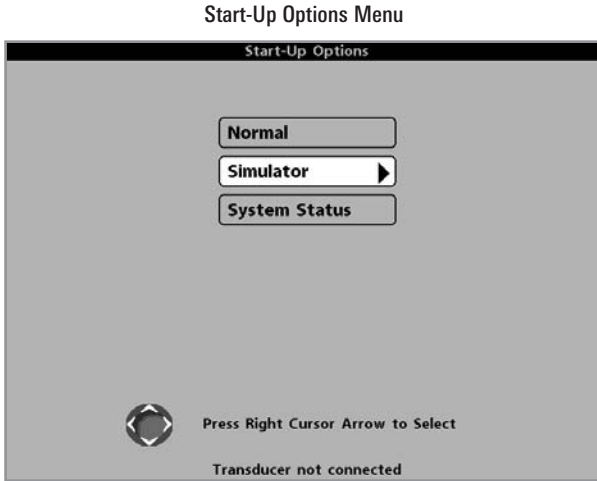 Start-Up Options Menu
Start-Up Options
Normal
Simulator
System Status
Press Right Cursor Arrow to Select
Transducer not connected